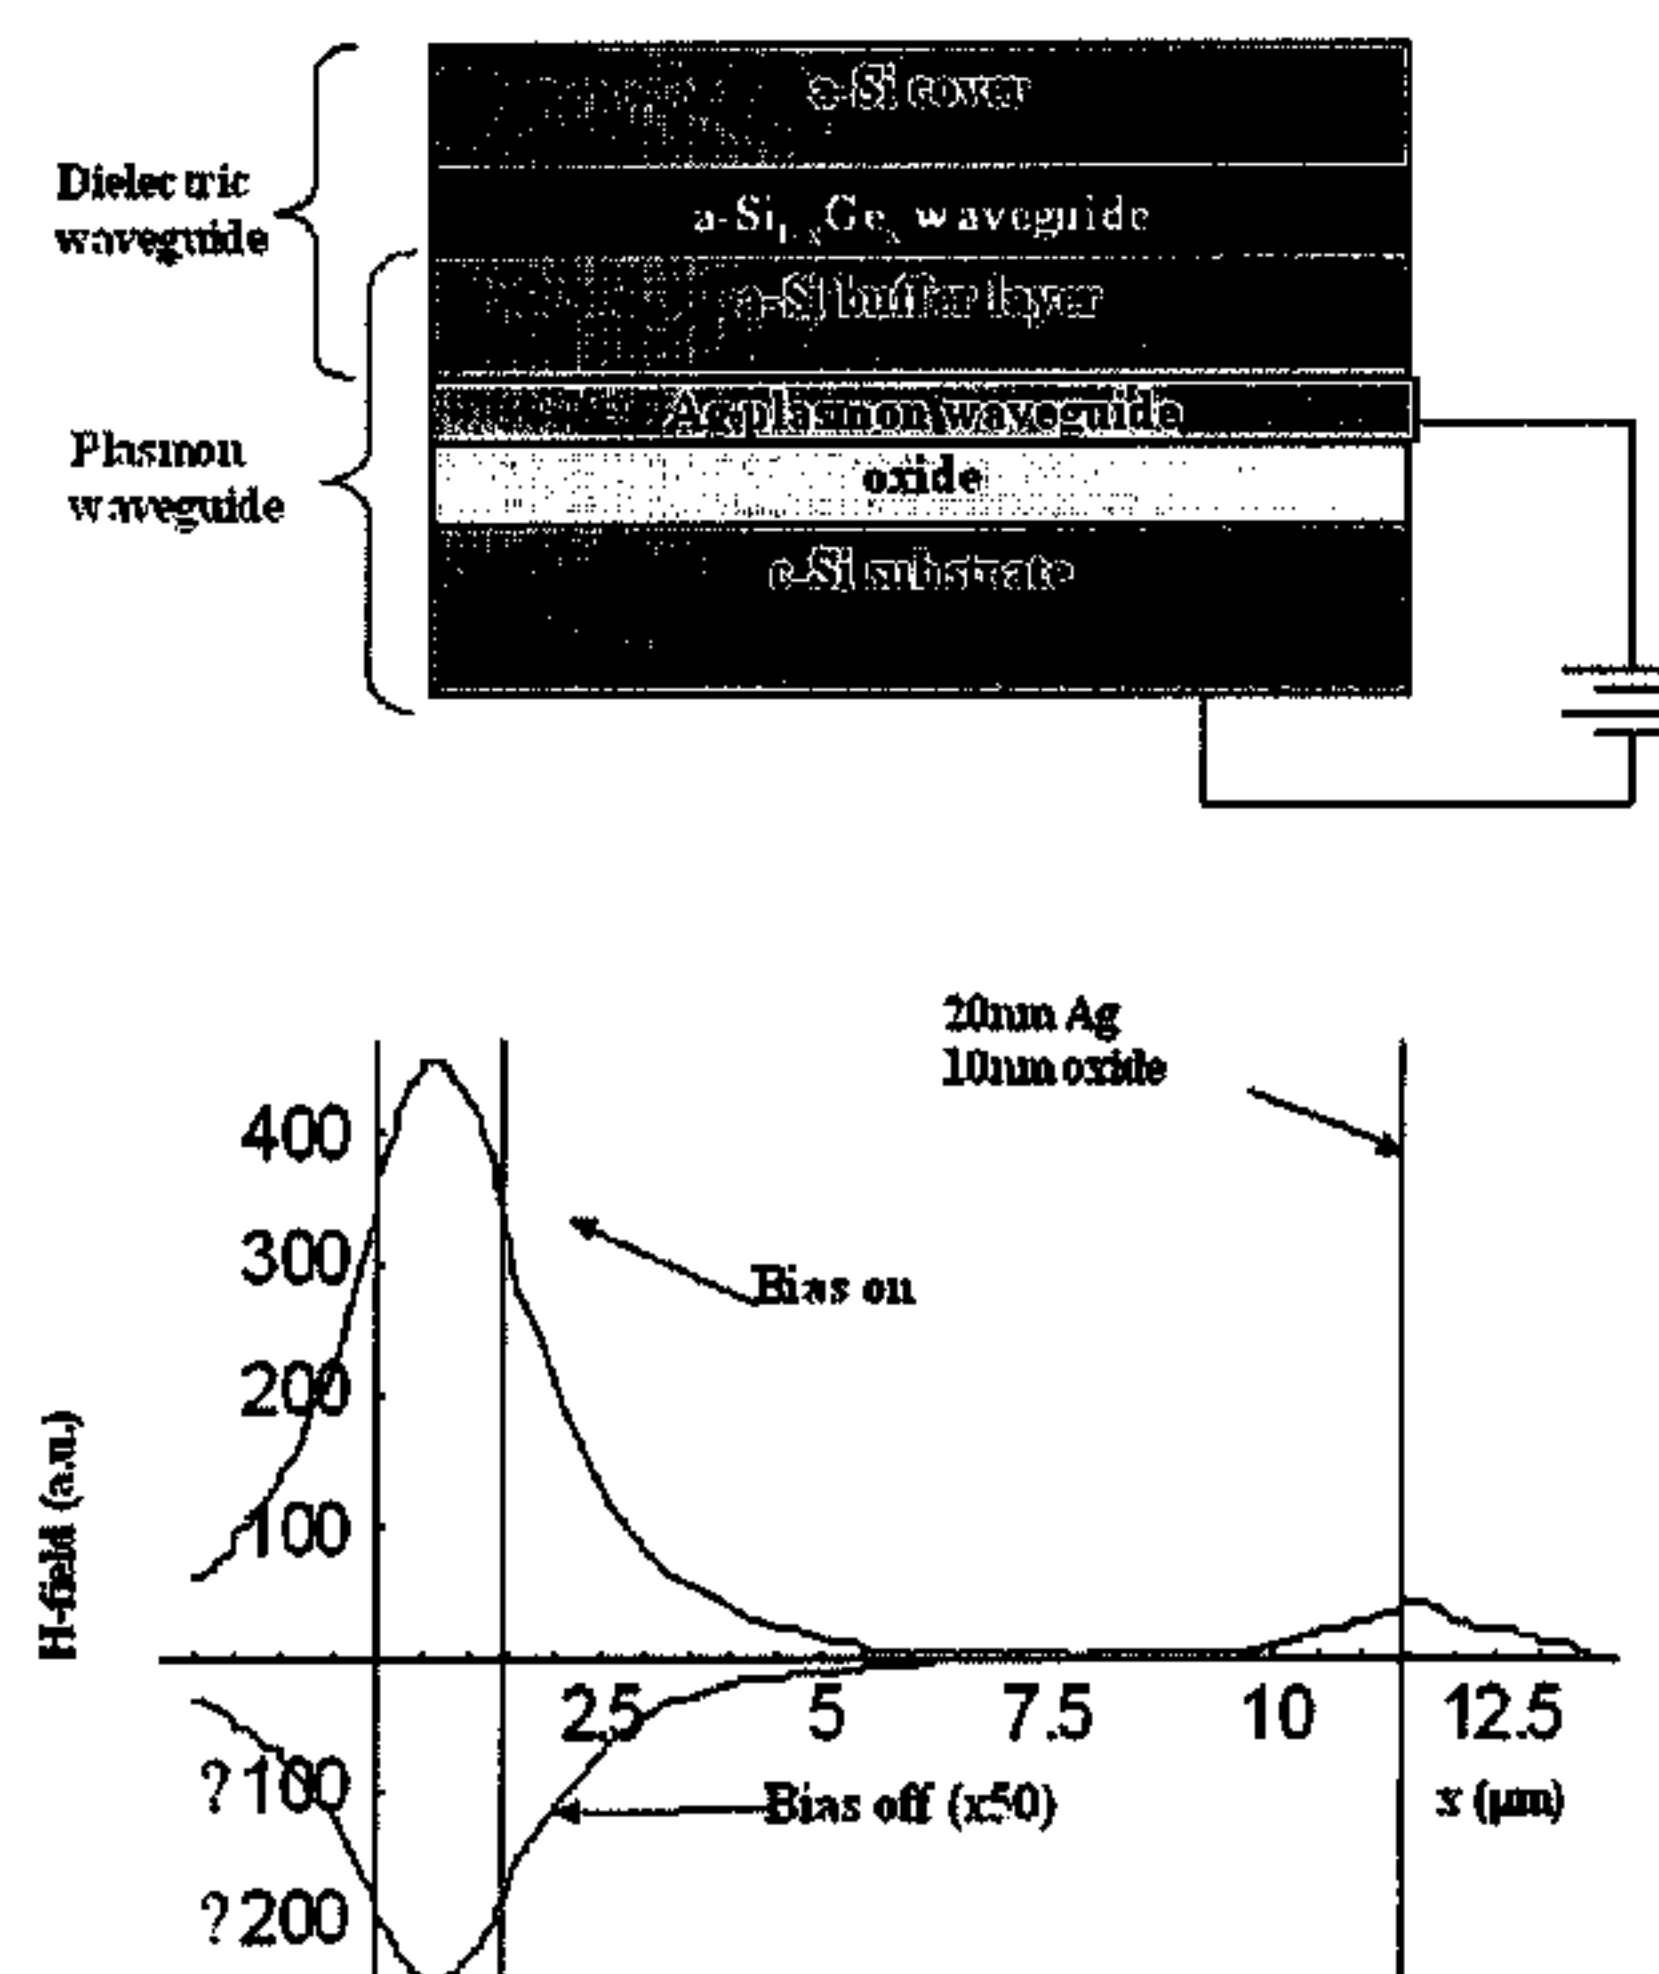 a-Si cover
Dielectric
waveguide
a-Si1-xGex waveguide
a-Si buffer layer
Ag plasmon waveguide
Plasmon
waveguide
oxide
c-Si substrate
20nm Ag
10nm oxide
400
300
Bias on
200
H-field (a.u.)
100
2.5
5
7.5
10
12.5
?100
Bias off (x50)
x (μm)
?200